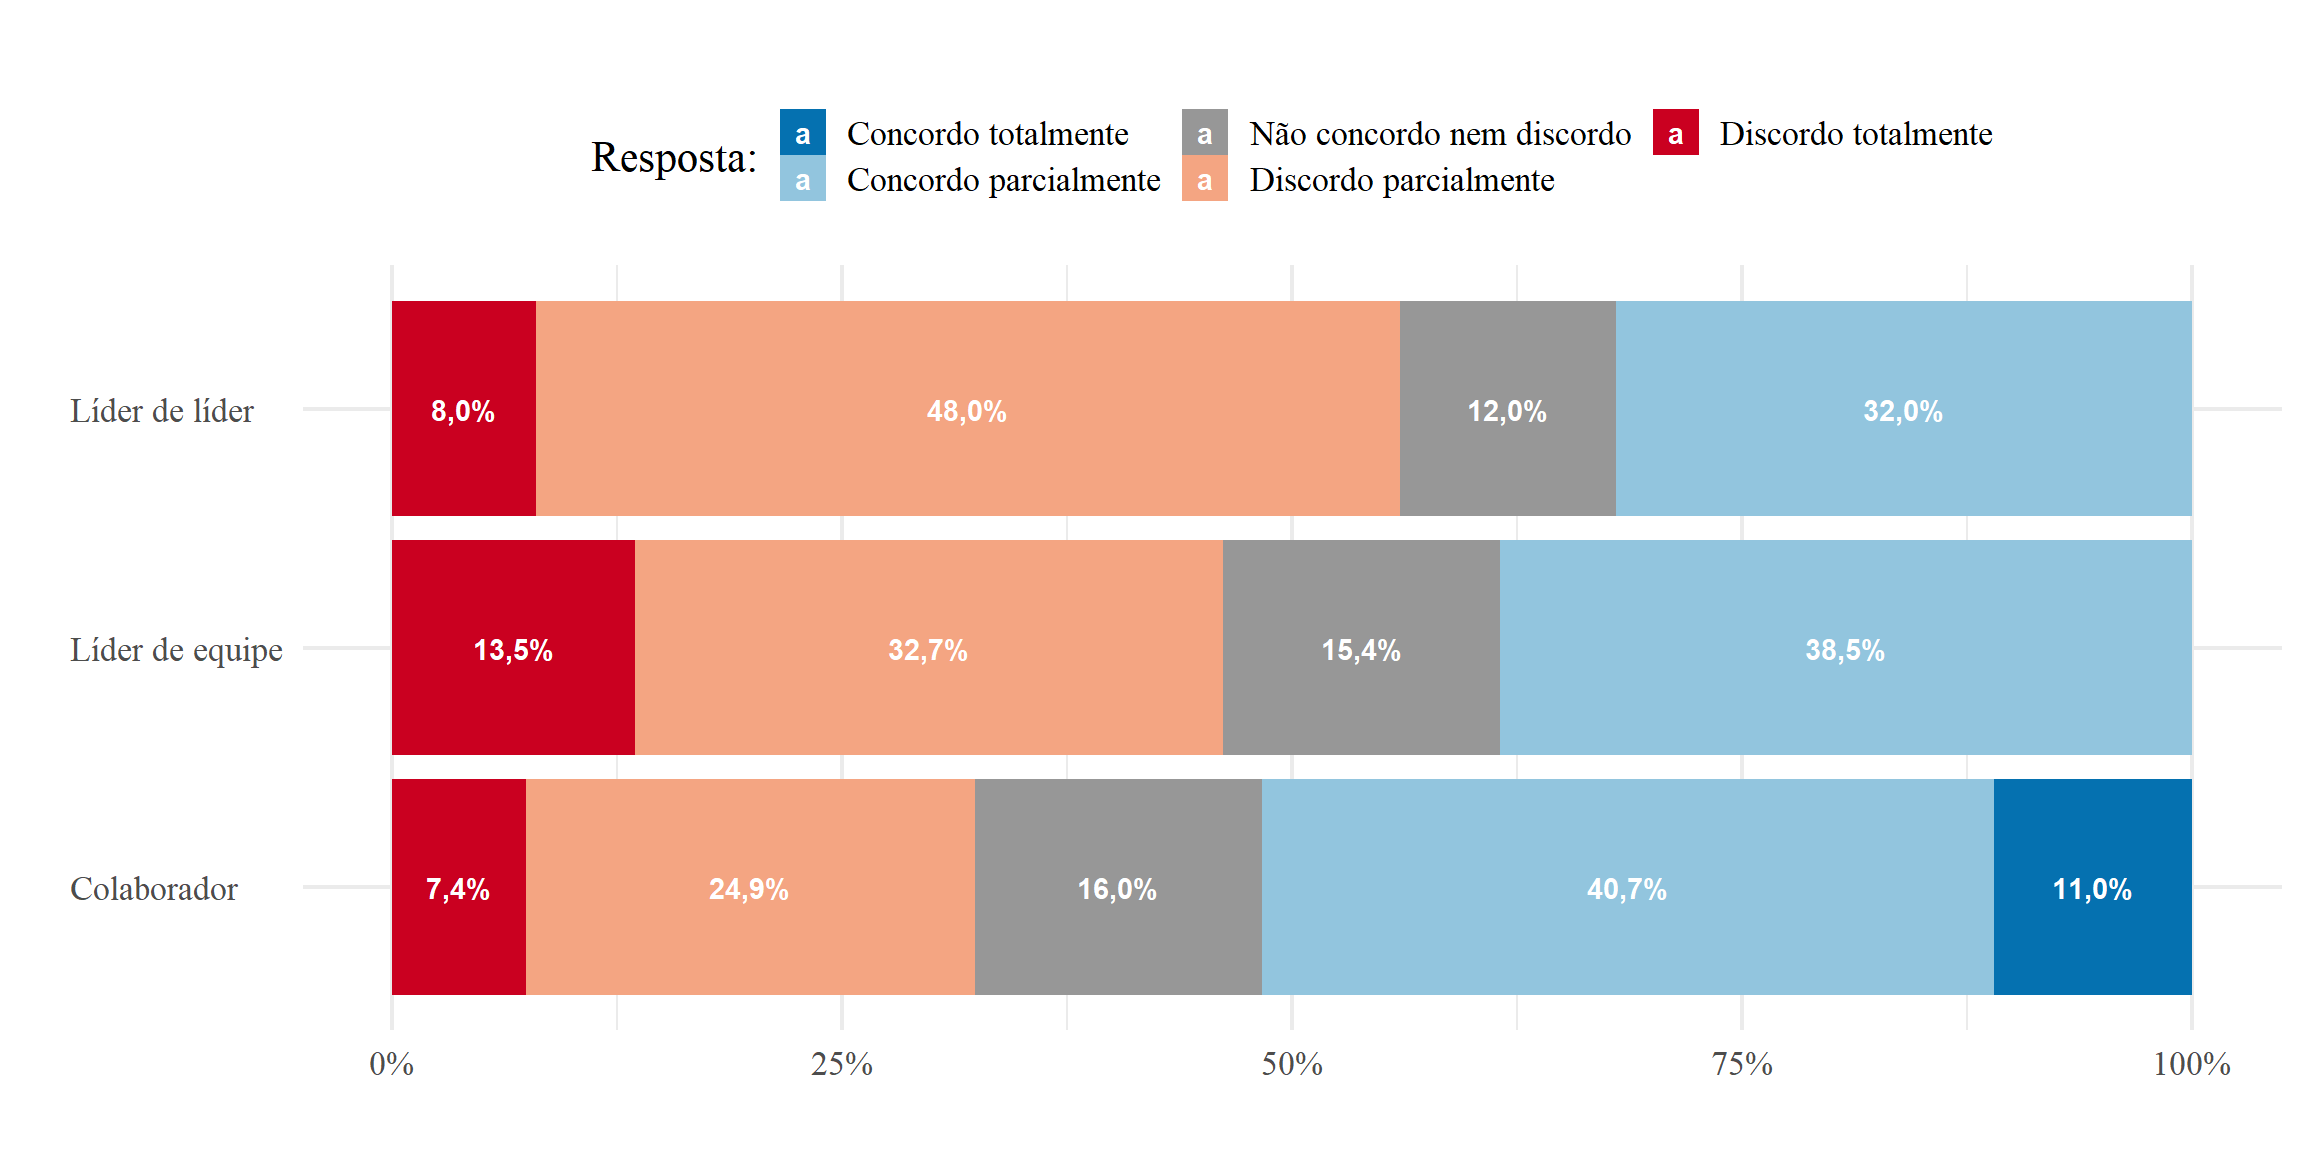 Resposta:
a Concordo totalmente a Não concordo nem discordo a Discordo totalmente
a Concordo parcialmente a Discordo parcialmente
Líder de líder 8,0% 48,0% 12,0% 32,0%
Líder de equipe 13,5% 32,7% 15,4% 38,5%
Colaborador 7,4% 24,9% 16,0% 40,7% 11,0%
0% 25% 50% 75% 100%